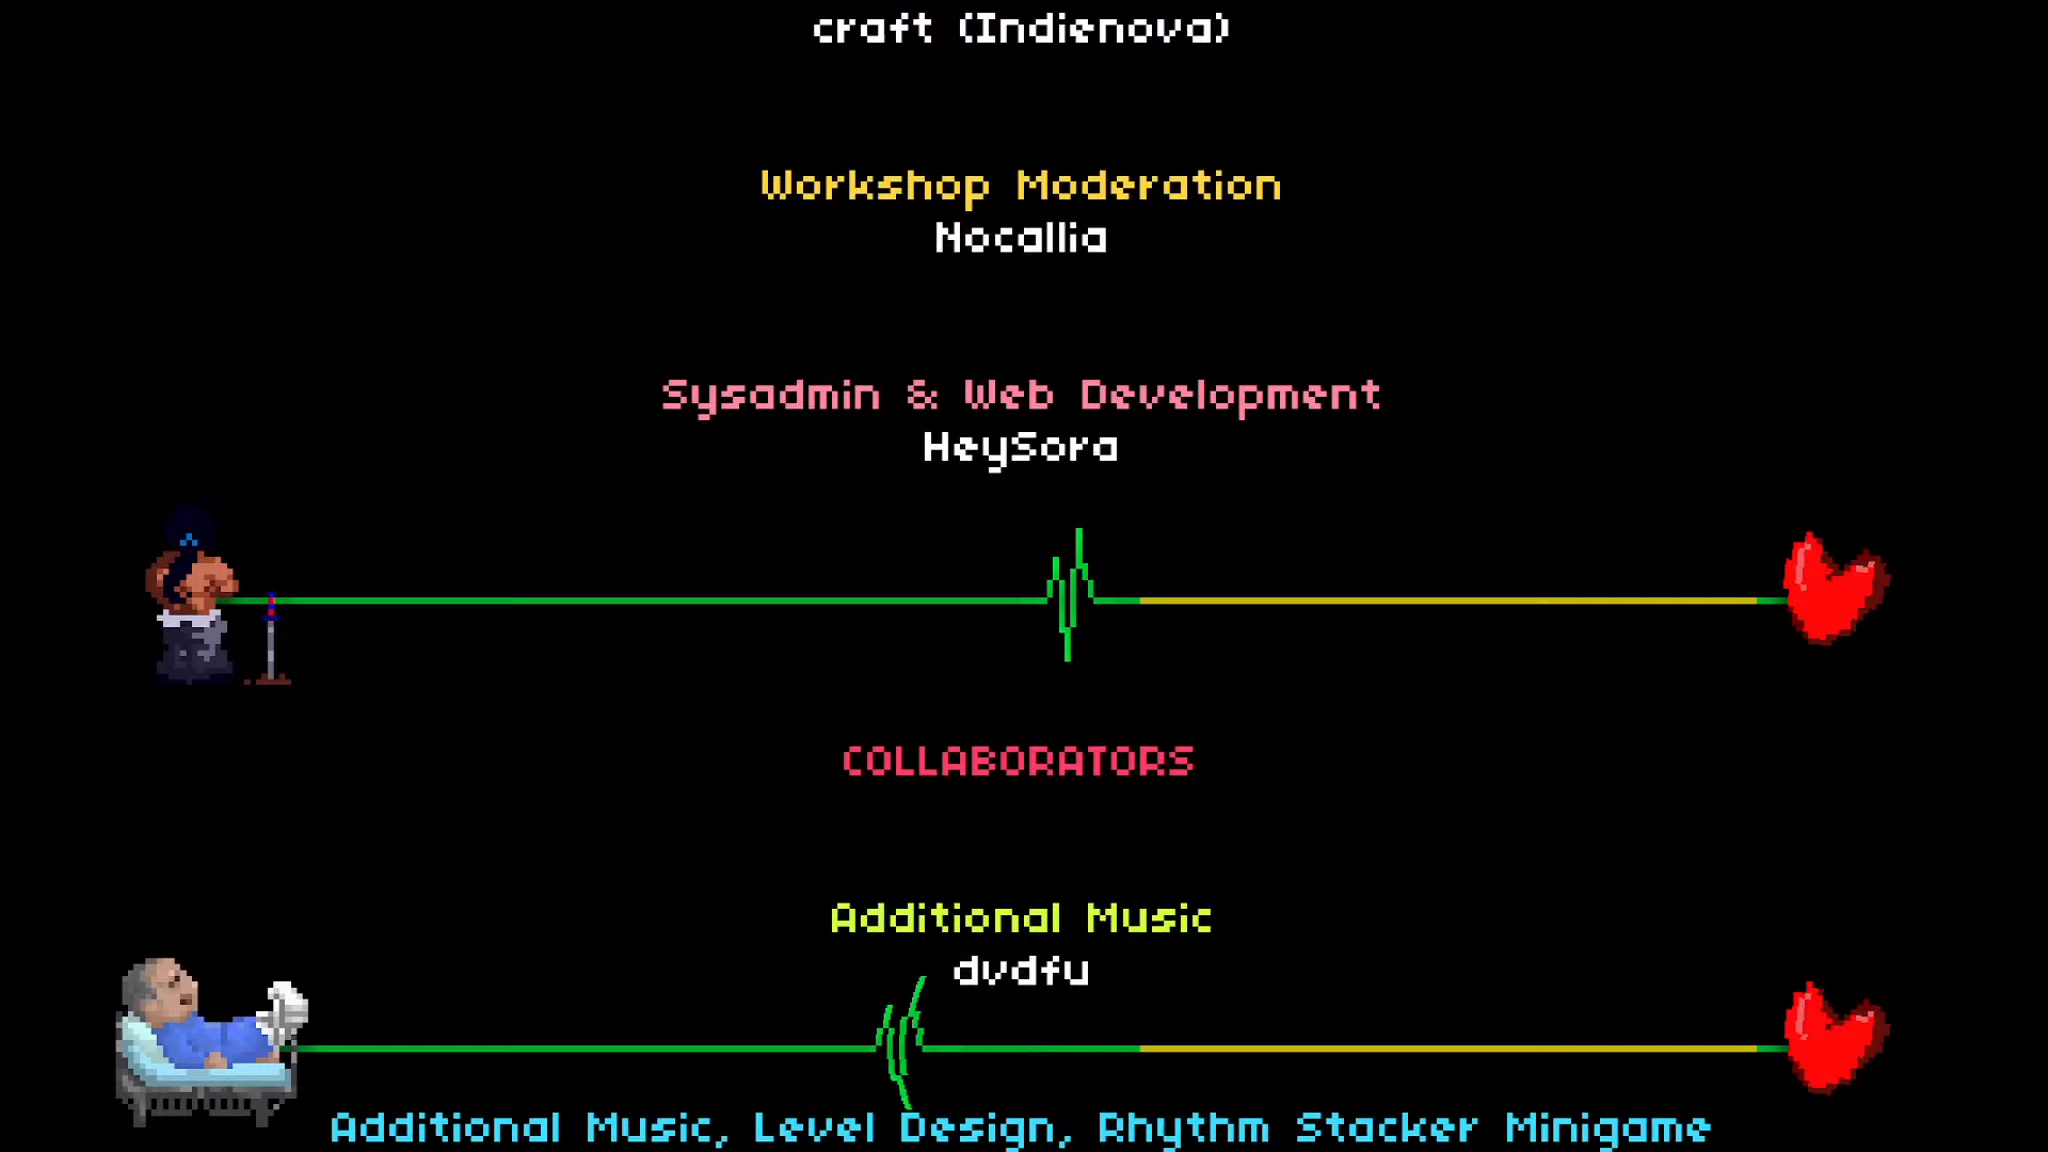 craft (Indienova)
Workshop Moderation
Nocallia
Sysadmin & Web Development
HeySora
COLLABORATORS
Additional Music
dvdfu
Additional Music, Level Design, Rhythm Stacker Minigame